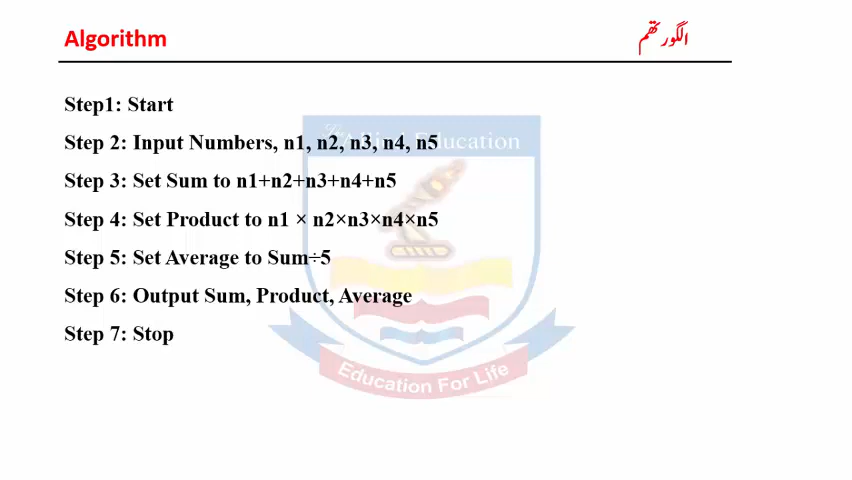 Algorithm
الگورتھم
Step1: Start
Step 2: Input Numbers, n1, n2, n3, n4, n5
Step 3: Set Sum to n1+n2+n3+n4+n5
Step 4: Set Product to n1 × n2×n3×n4×n5
Step 5: Set Average to Sum÷5
Step 6: Output Sum, Product, Average
Step 7: Stop
Education
Education For Life